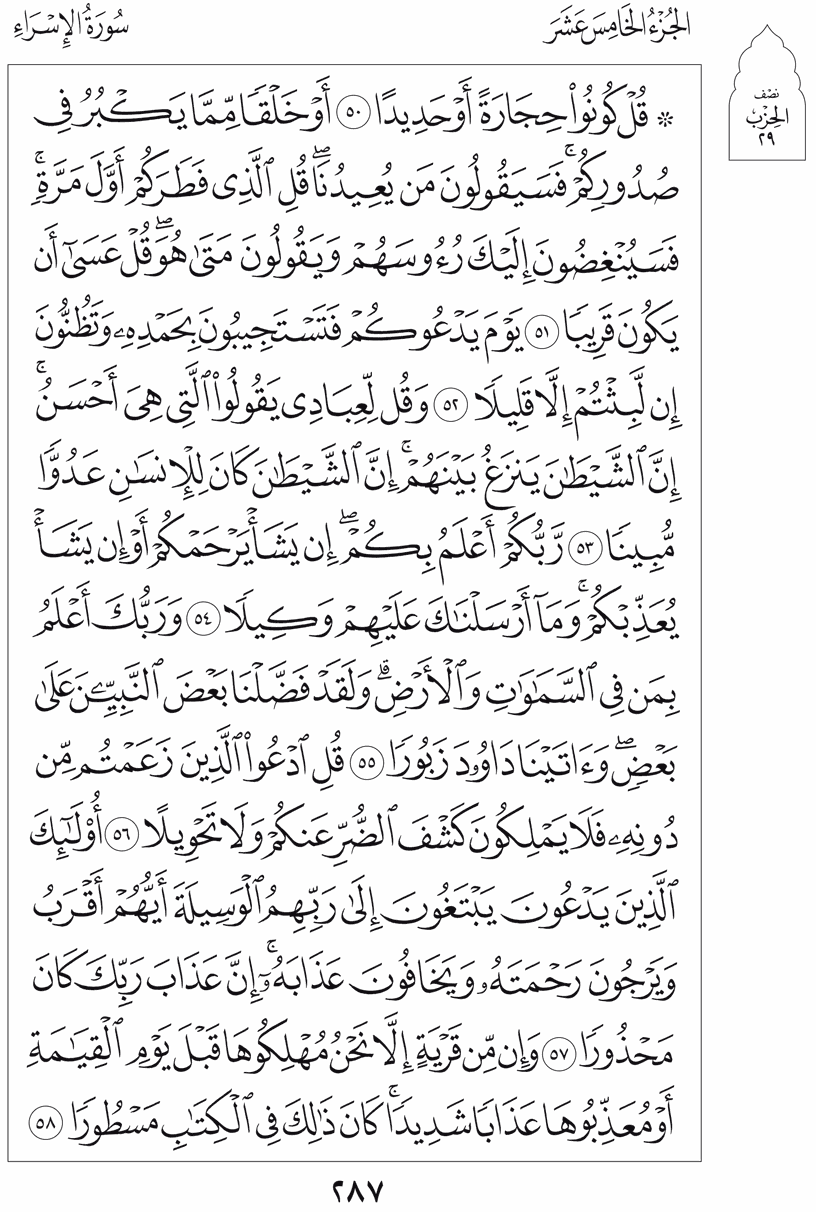 الجُزْءُ الخَامِسَ عَشَرَ
سُورَةُ الإِسْرَاءِ
نصف
الحِزْب
٢٩
۞ قُلْ كُونُوا۟ حِجَارَةً أَوْ حَدِيدًا ٥٠ أَوْ خَلْقًا مِّمَّا يَكْبُرُ فِى
صُدُورِكُمْ ۚ فَسَيَقُولُونَ مَن يُعِيدُنَا ۖ قُلِ ٱلَّذِى فَطَرَكُمْ أَوَّلَ مَرَّةٍ ۚ
فَسَيُنْغِضُونَ إِلَيْكَ رُءُوسَهُمْ وَيَقُولُونَ مَتَىٰ هُوَ ۖ قُلْ عَسَىٰٓ أَن
يَكُونَ قَرِيبًا ٥١ يَوْمَ يَدْعُوكُمْ فَتَسْتَجِيبُونَ بِحَمْدِهِۦ وَتَظُنُّونَ
إِن لَّبِثْتُمْ إِلَّا قَلِيلًا ٥٢ وَقُل لِّعِبَادِى يَقُولُوا۟ ٱلَّتِى هِىَ أَحْسَنُ ۚ
إِنَّ ٱلشَّيْطَـٰنَ يَنزَغُ بَيْنَهُمْ ۚ إِنَّ ٱلشَّيْطَـٰنَ كَانَ لِلْإِنسَـٰنِ عَدُوًّا
مُّبِينًا ٥٣ رَّبُّكُمْ أَعْلَمُ بِكُمْ ۖ إِن يَشَأْ يَرْحَمْكُمْ أَوْ إِن يَشَأْ
يُعَذِّبْكُمْ ۚ وَمَآ أَرْسَلْنَـٰكَ عَلَيْهِمْ وَكِيلًا ٥٤ وَرَبُّكَ أَعْلَمُ
بِمَن فِى ٱلسَّمَـٰوَٰتِ وَٱلْأَرْضِ ۗ وَلَقَدْ فَضَّلْنَا بَعْضَ ٱلنَّبِيِّـۧنَ عَلَىٰ
بَعْضٍ ۖ وَءَاتَيْنَا دَاوُۥدَ زَبُورًا ٥٥ قُلِ ٱدْعُوا۟ ٱلَّذِينَ زَعَمْتُم مِّن
دُونِهِۦ فَلَا يَمْلِكُونَ كَشْفَ ٱلضُّرِّ عَنكُمْ وَلَا تَحْوِيلًا ٥٦ أُو۟لَـٰٓئِكَ
ٱلَّذِينَ يَدْعُونَ يَبْتَغُونَ إِلَىٰ رَبِّهِمُ ٱلْوَسِيلَةَ أَيُّهُمْ أَقْرَبُ
وَيَرْجُونَ رَحْمَتَهُۥ وَيَخَافُونَ عَذَابَهُۥٓ ۚ إِنَّ عَذَابَ رَبِّكَ كَانَ
مَحْذُورًا ٥٧ وَإِن مِّن قَرْيَةٍ إِلَّا نَحْنُ مُهْلِكُوهَا قَبْلَ يَوْمِ ٱلْقِيَـٰمَةِ
أَوْ مُعَذِّبُوهَا عَذَابًا شَدِيدًا ۚ كَانَ ذَٰلِكَ فِى ٱلْكِتَـٰبِ مَسْطُورًا ٥٨
٢٨٧